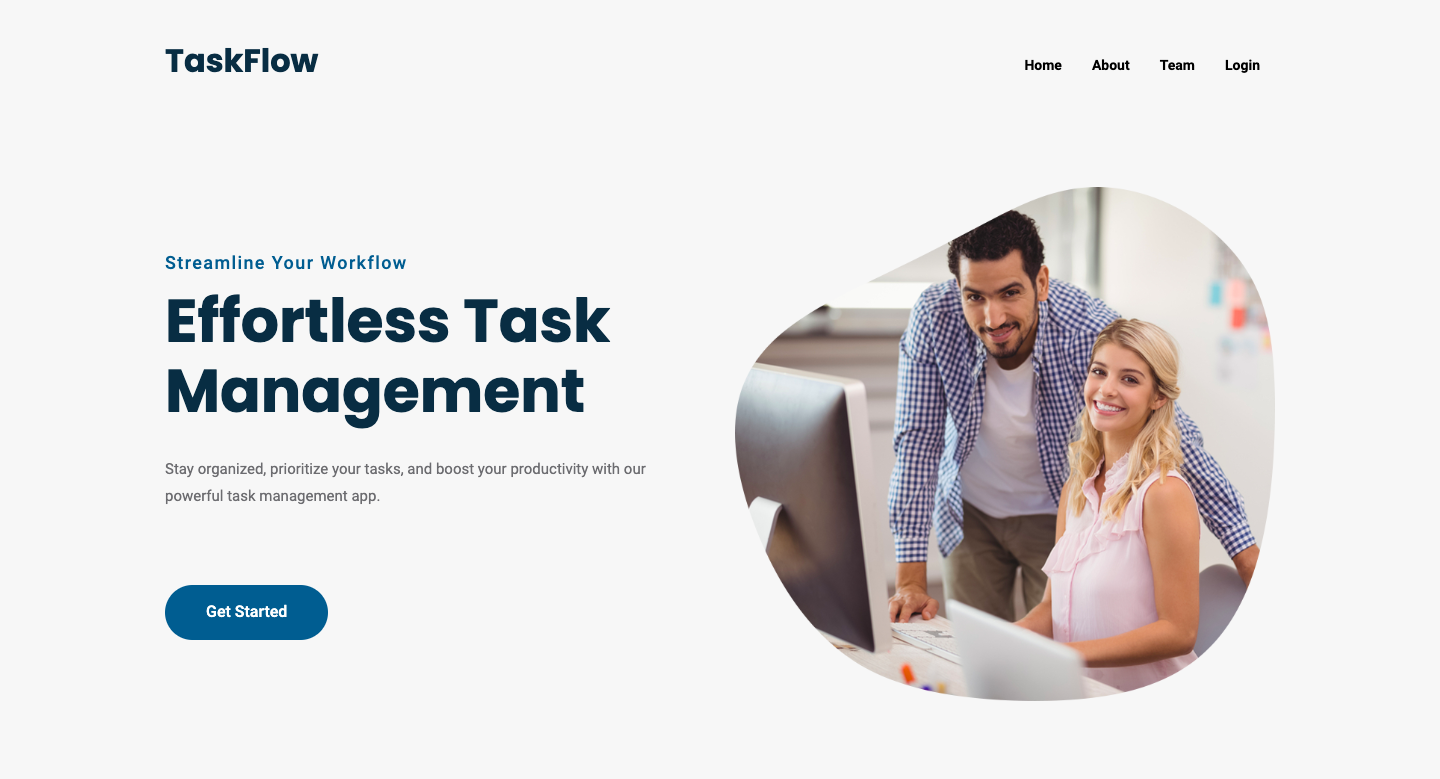 TaskFlow
Home About Team Login
Streamline Your Workflow
Effortless Task
Management
Stay organized, prioritize your tasks, and boost your productivity with our
powerful task management app.
Get Started